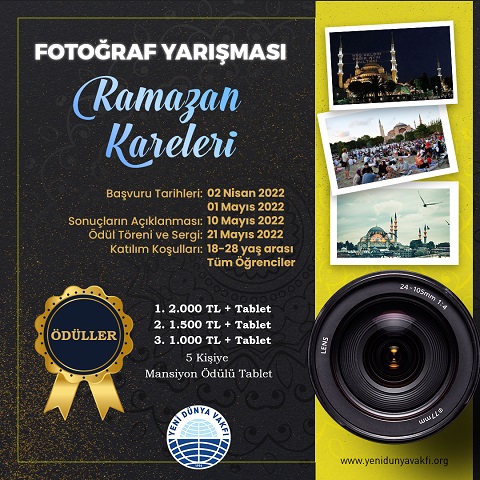 FOTOĞRAF YARIŞMASI
Ramazan
Kareleri
Başvuru Tarihleri: 02 Nisan 2022
01 Mayıs 2022
Sonuçların Açıklanması: 10 Mayıs 2022
Ödül Töreni ve Sergi: 21 Mayıs 2022
Katılım Koşulları: 18-28 yaş arası
Tüm Öğrenciler
ÖDÜLLER
1. 2.000 TL + Tablet
2. 1.500 TL + Tablet
3. 1.000 TL + Tablet
5 Kişiye
Mansiyon Ödülü Tablet
YENİ DÜNYA VAKFI
24-105mm 1:4
LENS
ø77mm
www.yenidunyavakfi.org